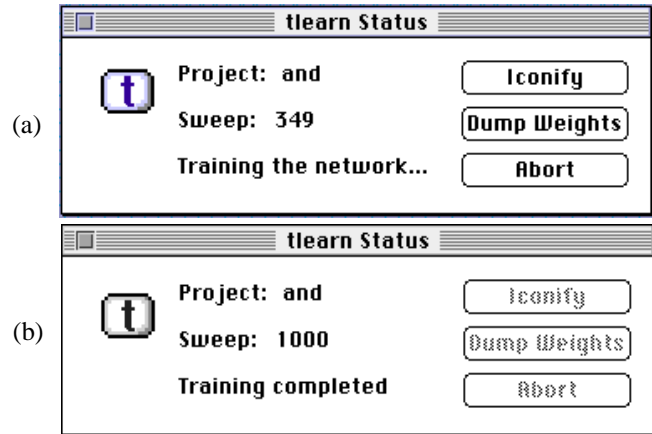 tlearn Status
t
Project: and
Iconify
(a)
Sweep: 349
Dump Weights
Training the network...
Abort
tlearn Status
t
Project: and
Iconify
(b)
Sweep: 1000
Dump Weights
Training completed
Abort